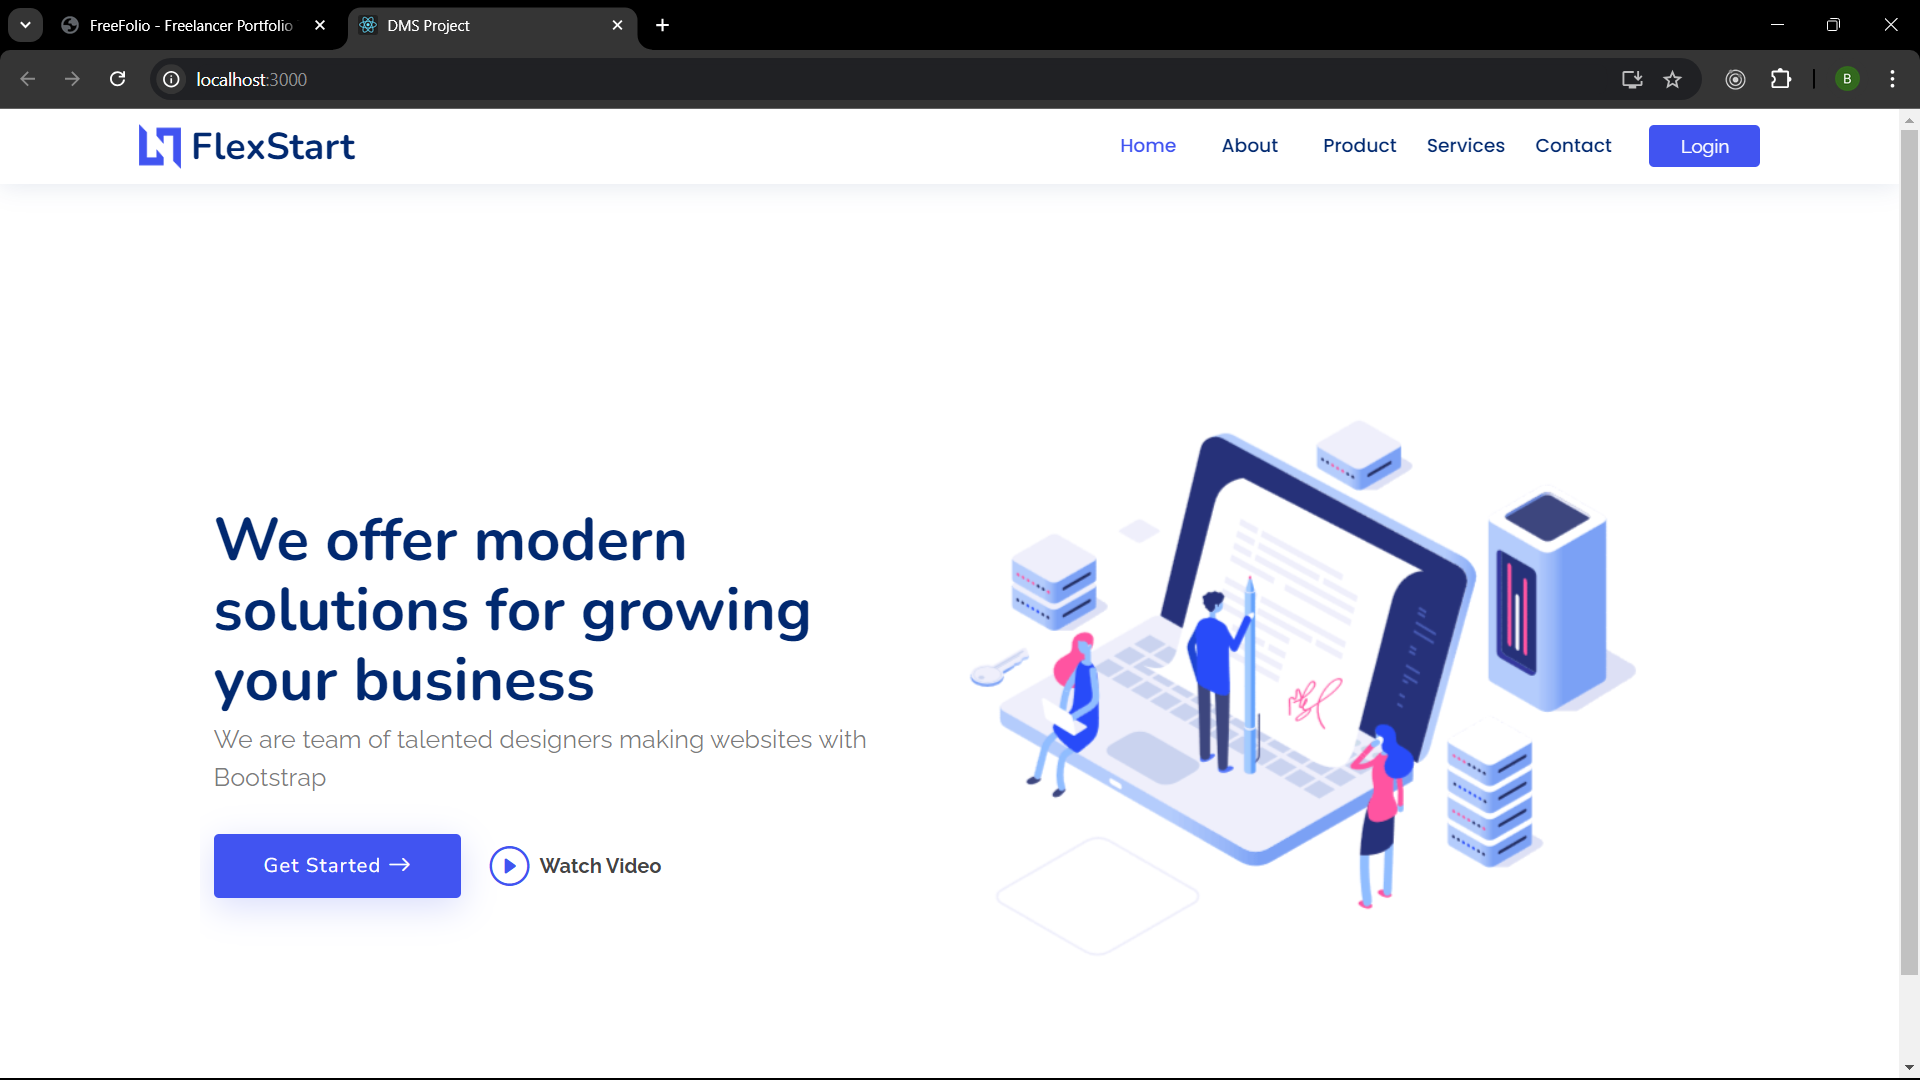 FreeFolio - Freelancer Portfolio
DMS Project
localhost:3000
B
FlexStart
Home About Product Services Contact Login
We offer modern
solutions for growing
your business
We are team of talented designers making websites with
Bootstrap
Get Started →
Watch Video